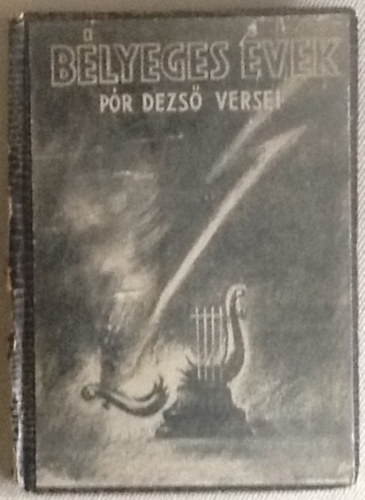 BÉLYEGES ÉVEK
PÓR DEZSŐ VERSEI